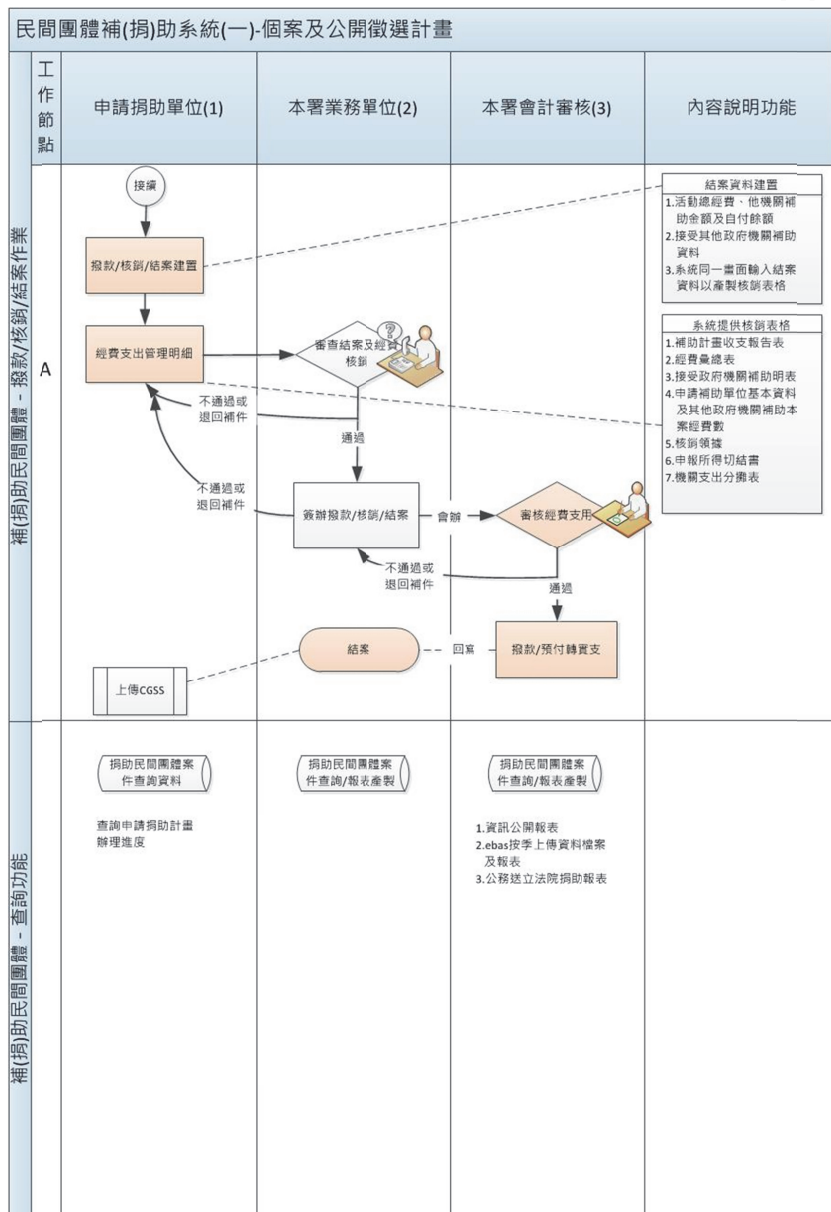 民間團體補(捐)助系統(一)-個案及公開徵選計畫
工
作
節
點
申請捐助單位(1)
本署業務單位(2)
本署會計審核(3)
內容說明功能
補(捐)助民間團體 - 撥款/核銷/結案作業
A
接續
撥款/核銷/結案建置
經費支出管理明細
審查結案及經費
核銷
不通過或
退回補件
通過
不通過或
退回補件
簽辦撥款/核銷/結案
會辦
審核經費支用
不通過或
退回補件
通過
撥款/預付轉實支
回寫
結案
上傳CGSS
結案資料建置
1.活動總經費、他機關補
助金額及自付餘額
2.接受其他政府機關補助
資料
3.系統同一畫面輸入結案
資料以產製核銷表格
系統提供核銷表格
1.補助計畫收支報告表
2.經費彙總表
3.接受政府機關補助明表
4.申請補助單位基本資料
及其他政府機關補助本
案經費數
5.核銷領據
6.申報所得切結書
7.機關支出分攤表
補(捐)助民間團體 - 查詢功能
捐助民間團體案
件查詢資料
查詢申請捐助計畫
辦理進度
捐助民間團體案
件查詢/報表產製
捐助民間團體案
件查詢/報表產製
1.資訊公開報表
2.ebas按季上傳資料檔案
及報表
3.公務送立法院捐助報表